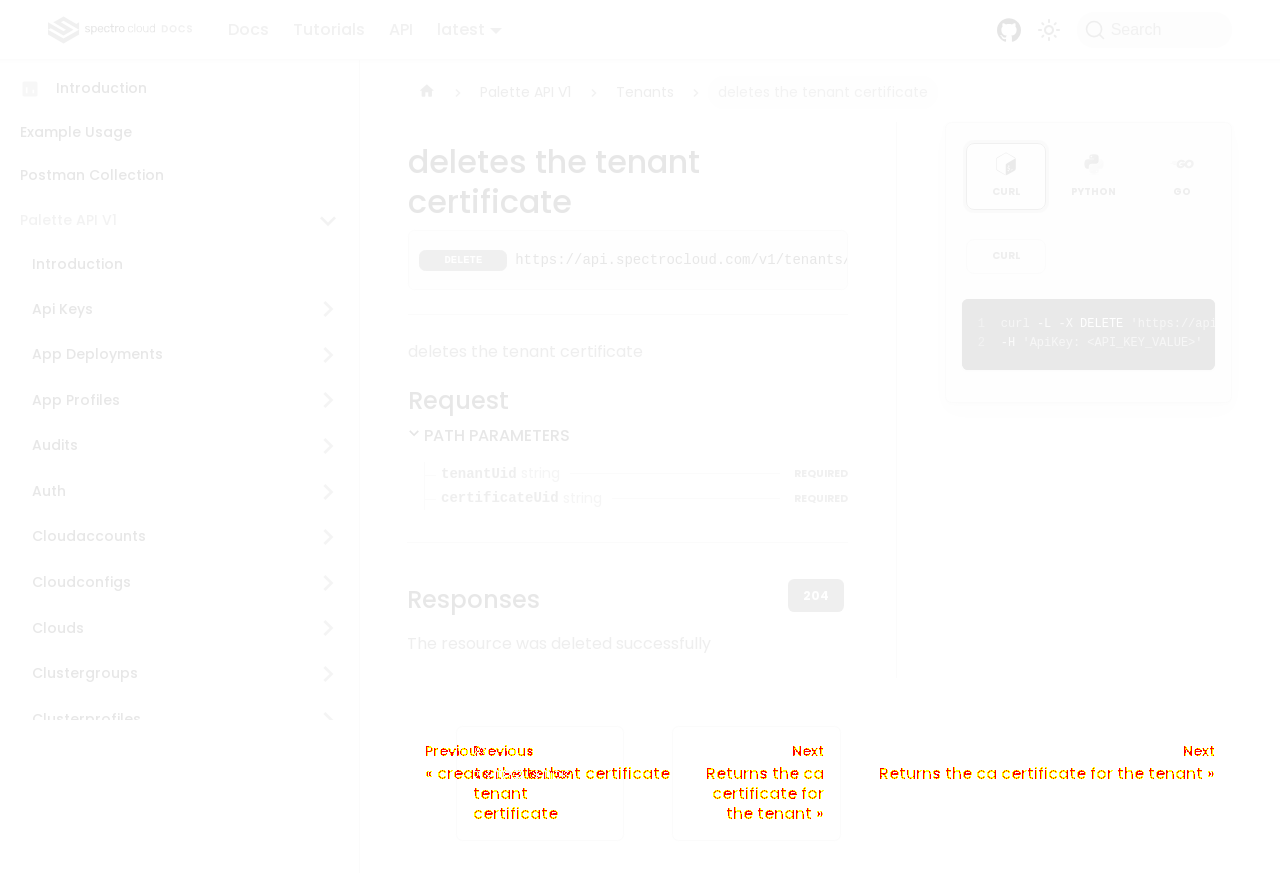 spectro cloud DOCS Docs Tutorials API latest Search
Introduction
Example Usage
Postman Collection
Palette API V1
Introduction
Api Keys
App Deployments
App Profiles
Audits
Auth
Cloudaccounts
Cloudconfigs
Clouds
Clustergroups
Clusterprofiles
Palette API V1 Tenants deletes the tenant certificate
deletes the tenant
certificate
DELETE https://api.spectrocloud.com/v1/tenants/
deletes the tenant certificate
Request
PATH PARAMETERS
tenantUid string REQUIRED
certificateUid string REQUIRED
Responses 204
The resource was deleted successfully
CURL PYTHON GO
CURL
1 curl -L -X DELETE 'https://api
2 -H 'ApiKey: <API_KEY_VALUE>'
Previous
tenant certificate
Previous
tenant
certificate
Next
Returns the ca
certificate for
the tenant »
Next
Returns the ca certificate for the tenant »